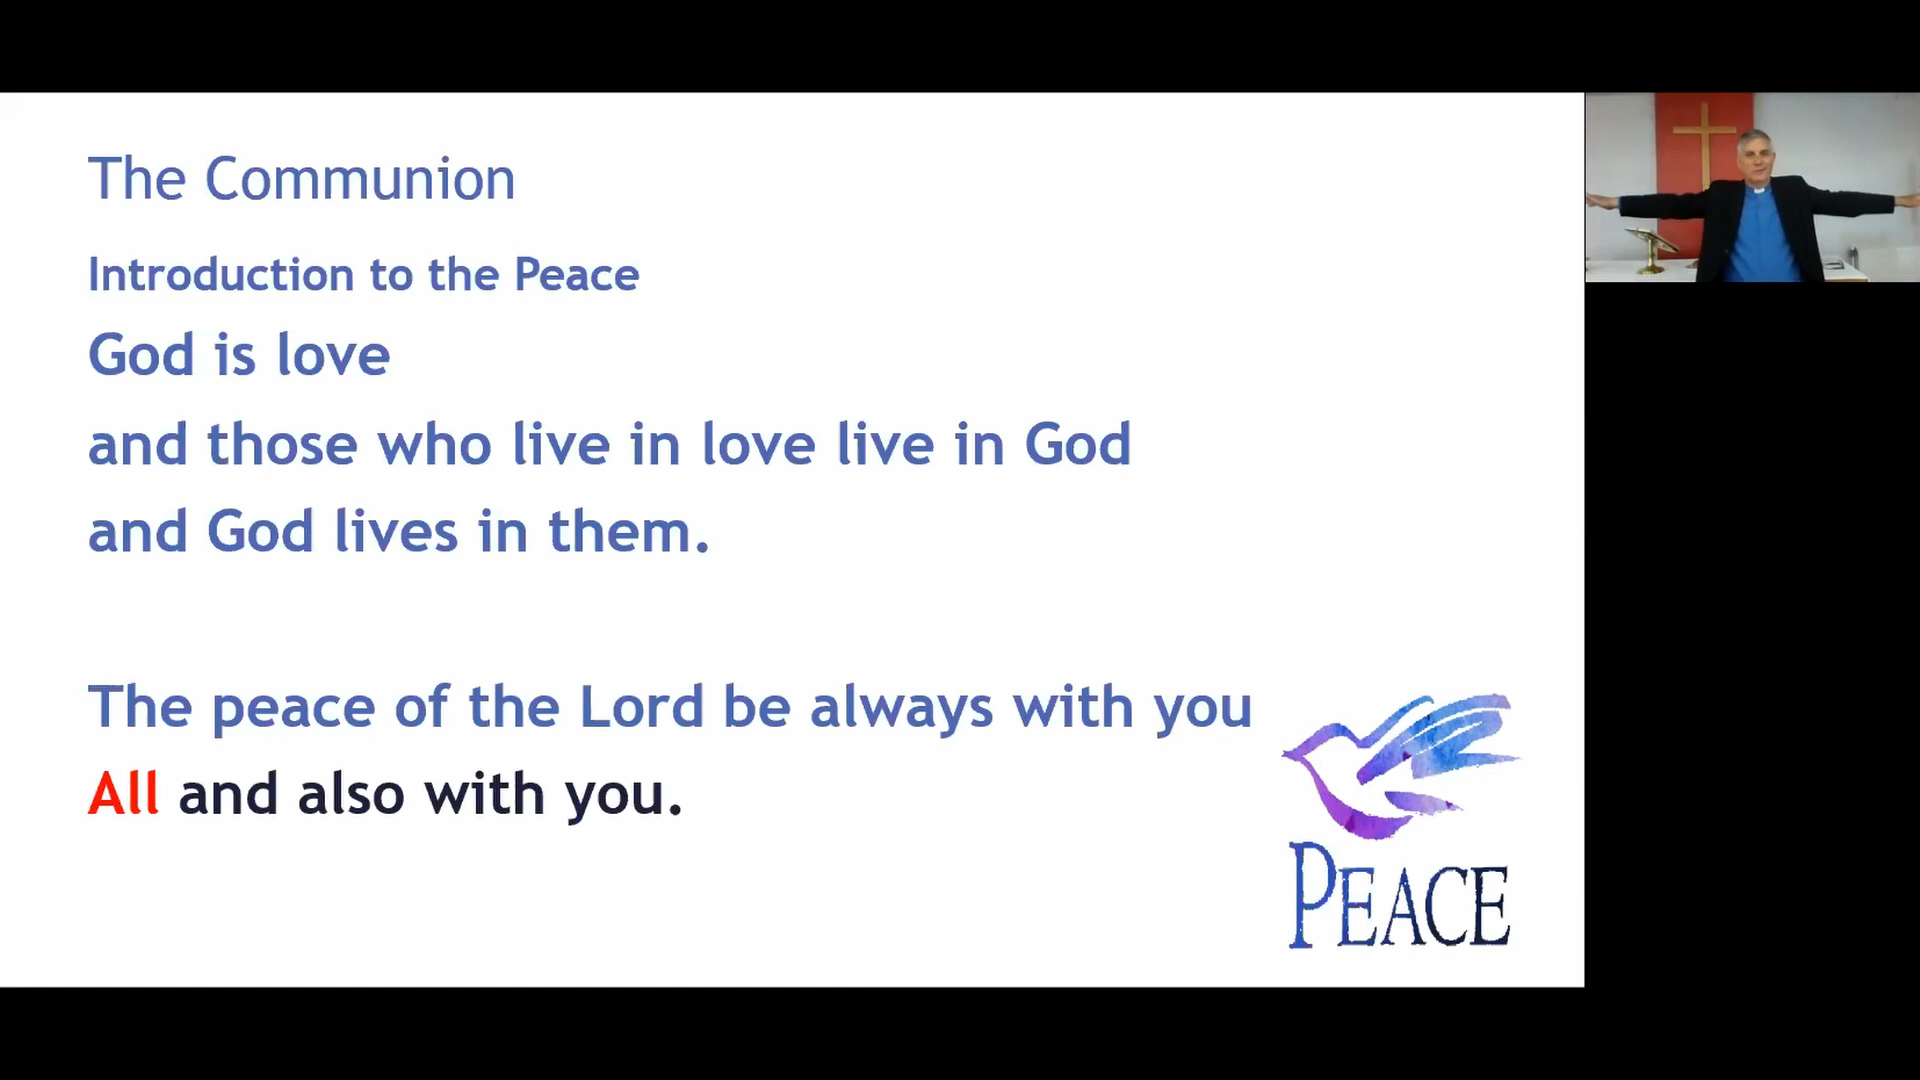 The Communion
Introduction to the Peace
God is love
and those who live in love live in God
and God lives in them.
The peace of the Lord be always with you
All and also with you.
PEACE